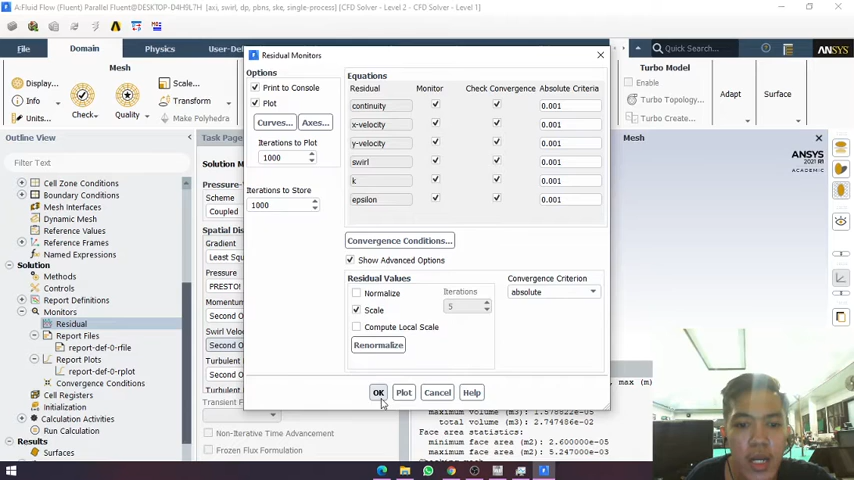 A:Fluid Flow (Fluent) Parallel Fluent@DESKTOP-D4H9L7H [axi, swirl, dp, pbns, ske, single-process] [CFD Solver - Level 2 - CFD Solver - Level 1]
File
Domain
Physics
User-Def
Quick Search...
ANSYS
Mesh
Display...
Info
Units...
Check
Quality
Scale...
Transform
Make Polyhedra
Turbo Model
Enable
Turbo Topology...
Turbo Create...
Adapt
Surface
Outline View
Filter Text
Cell Zone Conditions
Boundary Conditions
Mesh Interfaces
Dynamic Mesh
Reference Values
Reference Frames
Named Expressions
Solution
Methods
Controls
Report Definitions
Monitors
Residual
Report Files
report-def-0-rfile
Report Plots
report-def-0-rplot
Convergence Conditions
Cell Registers
Initialization
Calculation Activities
Run Calculation
Results
Surfaces
Task Page
Solution M
Pressure-
Scheme
Coupled
Spatial Dis
Gradient
Least Squ
Pressure
PRESTO!
Momentum
Second O
Swirl Veloc
Second O
Turbulent
Second O
Turbulent
Transient F
Non-Iterative Time Advancement
Frozen Flux Formulation
Residual Monitors
Options
Print to Console
Plot
Curves...
Axes...
Iterations to Plot
1000
Iterations to Store
1000
Equations
Residual Monitor Check Convergence Absolute Criteria
continuity 0.001
x-velocity 0.001
y-velocity 0.001
swirl 0.001
k 0.001
epsilon 0.001
Convergence Conditions...
Show Advanced Options
Residual Values
Normalize
Iterations
5
Scale
Compute Local Scale
Renormalize
Convergence Criterion
absolute
OK
Plot
Cancel
Help
Mesh
ANSYS
2021 R1
ACADEMIC
, max (m)
maximum volume (m3): 1.578822e-05
total volume (m3): 2.747486e-02
Face area statistics:
minimum face area (m2): 2.600000e-05
maximum face area (m2): 5.247000e-03